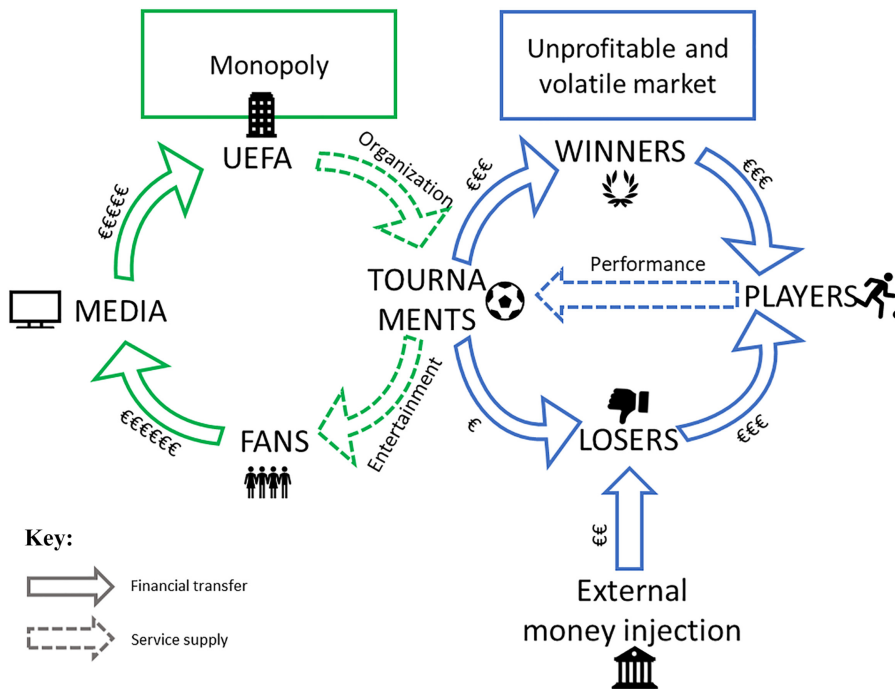 Monopoly
Unprofitable and
volatile market
UEFA
Organization
€€€
WINNERS
€€€
€€€€€
MEDIA
TOURNA
MENTS
Performance
PLAYERS
€€€€€€
FANS
Entertainment
€
LOSERS
€€€
€€
External
money injection
Key:
Financial transfer
Service supply